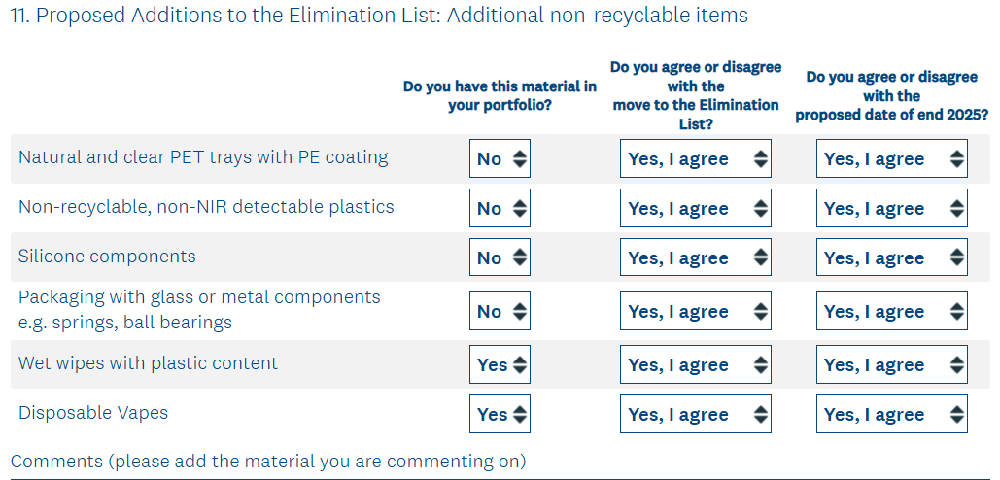 11. Proposed Additions to the Elimination List: Additional non-recyclable items
Do you have this material in
your portfolio?
Do you agree or disagree
with the
move to the Elimination
List?
Do you agree or disagree
with the
proposed date of end 2025?
Natural and clear PET trays with PE coating No Yes, I agree Yes, I agree
Non-recyclable, non-NIR detectable plastics No Yes, I agree Yes, I agree
Silicone components No Yes, I agree Yes, I agree
Packaging with glass or metal components
e.g. springs, ball bearings No Yes, I agree Yes, I agree
Wet wipes with plastic content Yes Yes, I agree Yes, I agree
Disposable Vapes Yes Yes, I agree Yes, I agree
Comments (please add the material you are commenting on)